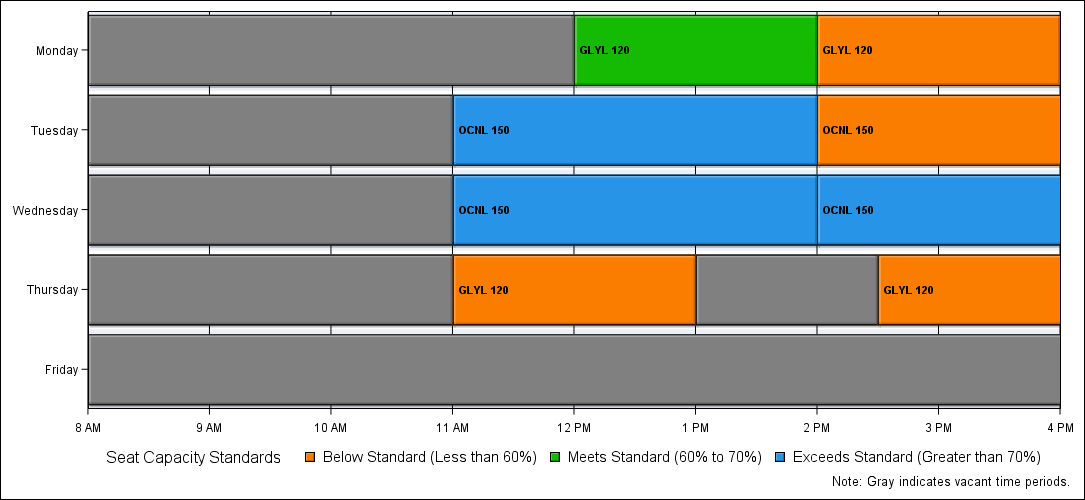 Monday
GLYL 120 GLYL 120
Tuesday
OCNL 150 OCNL 150
Wednesday
OCNL 150 OCNL 150
Thursday
GLYL 120 GLYL 120
Friday
8 AM 9 AM 10 AM 11 AM 12 PM 1 PM 2 PM 3 PM 4 PM
Seat Capacity Standards Below Standard (Less than 60%) Meets Standard (60% to 70%) Exceeds Standard (Greater than 70%)
Note: Gray indicates vacant time periods.